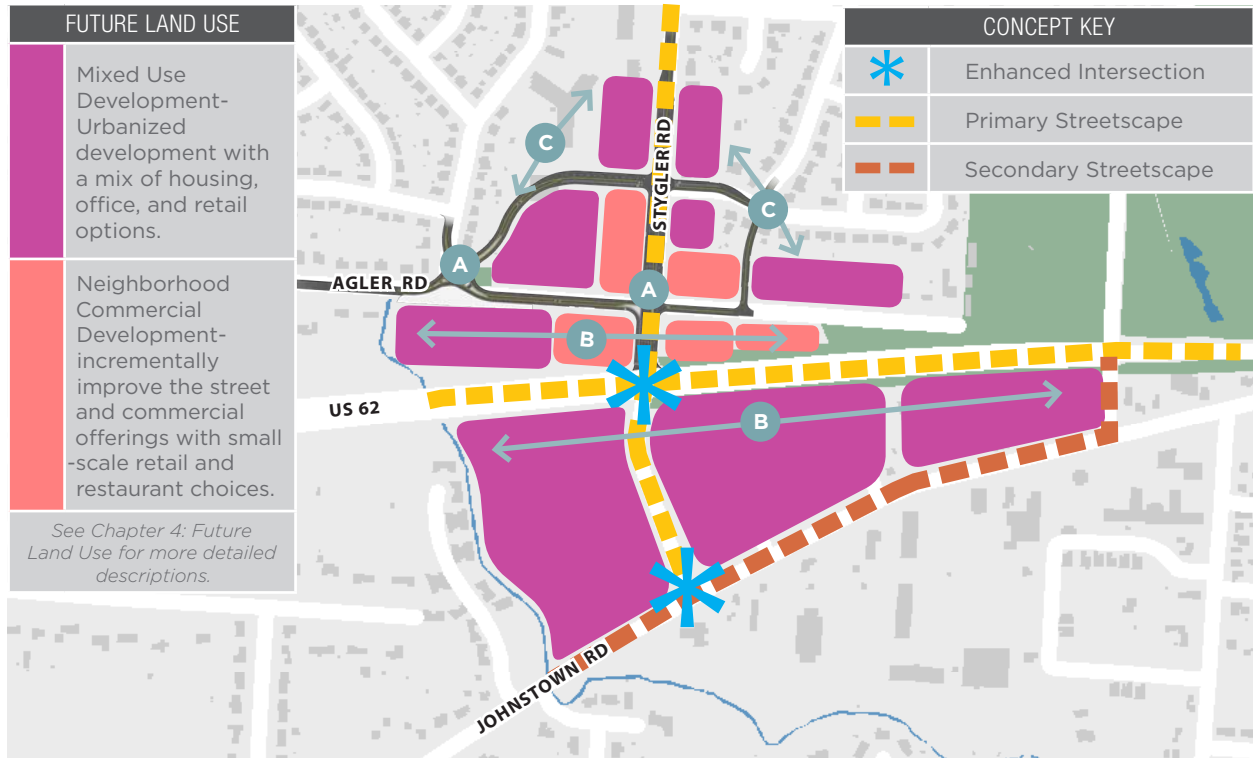 FUTURE LAND USE
Mixed Use
Development-
Urbanized
development with
a mix of housing,
office, and retail
options.
Neighborhood
Commercial
Development-
incrementally
improve the street
and commercial
offerings with small
-scale retail and
restaurant choices.
See Chapter 4: Future
Land Use for more detailed
descriptions.
CONCEPT KEY
Enhanced Intersection
Primary Streetscape
Secondary Streetscape
C
STYGLER RD
C
A
AGLER RD
A
B
US 62
B
JOHNSTOWN RD